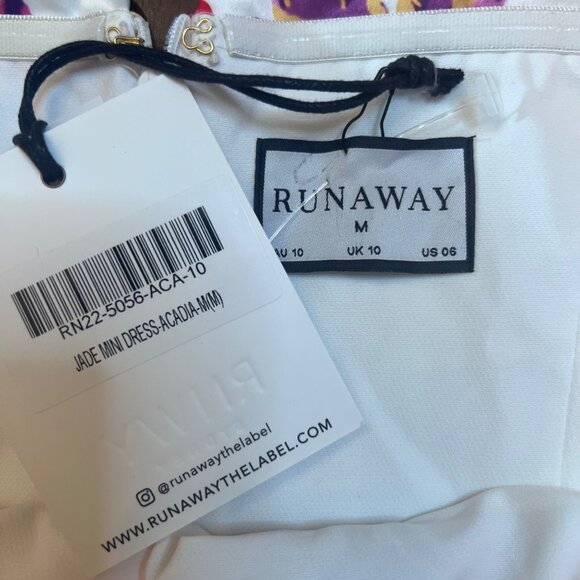 RUNAWAY
M
AU 10 UK 10 US 06
RN22-5056-ACA-10
JADE MINI DRESS-ACADIA-M(M)
@runawaythelabel
WWW.RUNAWAYTHELABEL.COM